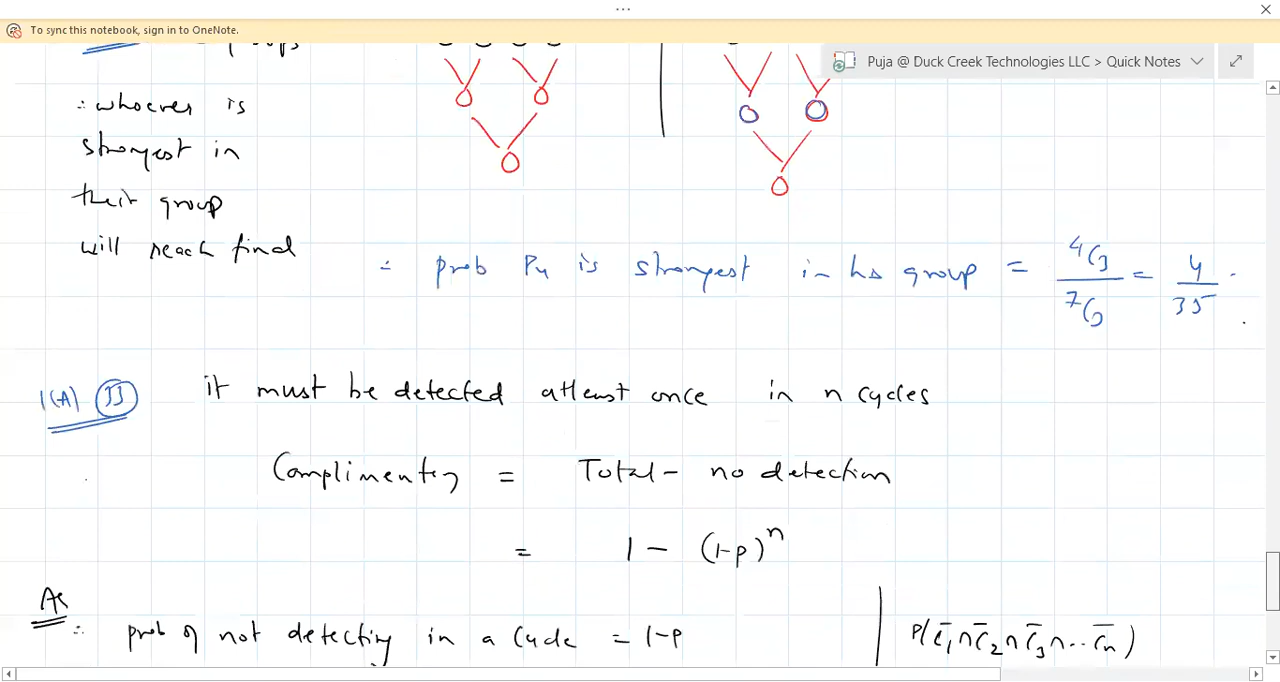 ...
To sync this notebook, sign in to OneNote.
Puja @ Duck Creek Technologies LLC > Quick Notes
∴ whoever is
strongest in
their group
will reach final
∴ prob P4 is strongest in hs group = ⁴C₃ / ⁷C₃ = 4 / 35 .
1(A) II it must be detected atleast once in n cycles
Complimentry = Total - no detection
= 1 - (1-p)^n
As
∴ prob of not detecting in a cycle = 1-p
P(C̄₁ ∩ C̄₂ ∩ C̄₃ ∩ ... C̄n)